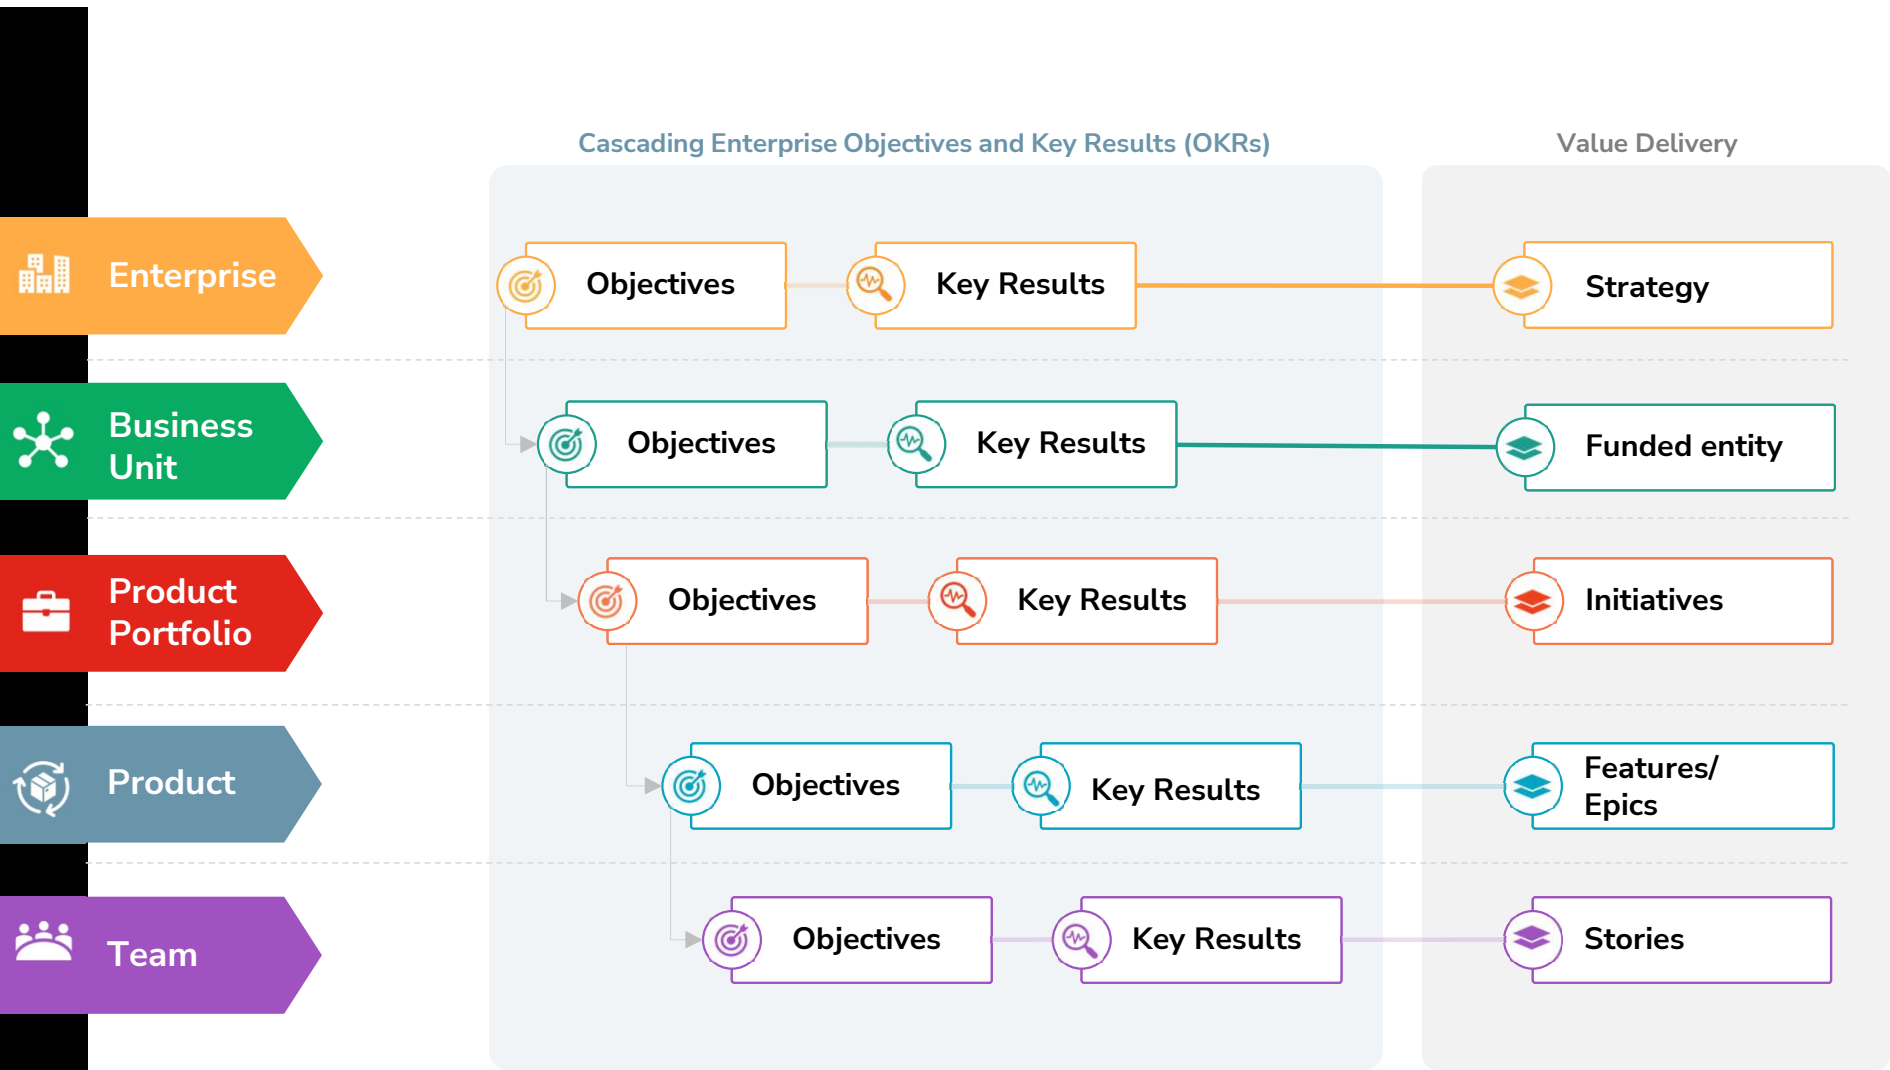 Cascading Enterprise Objectives and Key Results (OKRs)
Value Delivery
Enterprise
Objectives
Key Results
Strategy
Business
Unit
Objectives
Key Results
Funded entity
Product
Portfolio
Objectives
Key Results
Initiatives
Product
Objectives
Key Results
Features/
Epics
Team
Objectives
Key Results
Stories